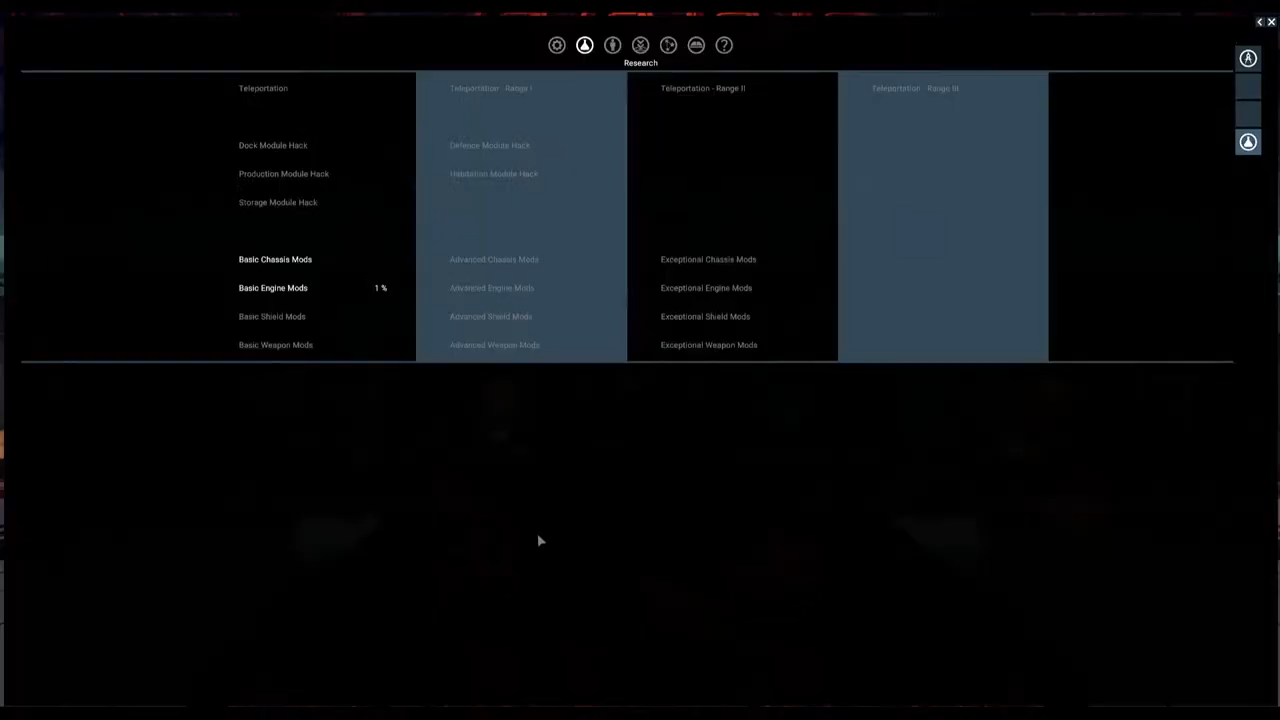 Research
Teleportation Teleportation - Range I Teleportation - Range II Teleportation - Range III
Dock Module Hack Defence Module Hack
Production Module Hack Habitation Module Hack
Storage Module Hack
Basic Chassis Mods Advanced Chassis Mods Exceptional Chassis Mods
Basic Engine Mods 1 % Advanced Engine Mods Exceptional Engine Mods
Basic Shield Mods Advanced Shield Mods Exceptional Shield Mods
Basic Weapon Mods Advanced Weapon Mods Exceptional Weapon Mods